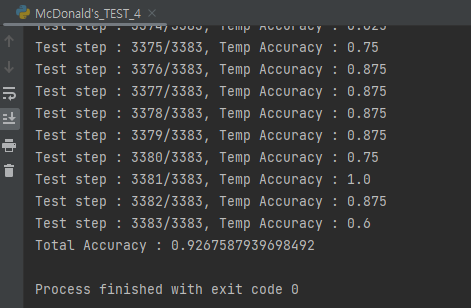 McDonald's_TEST_4
Test step : 3374/3383, Temp Accuracy : 0.625
Test step : 3375/3383, Temp Accuracy : 0.75
Test step : 3376/3383, Temp Accuracy : 0.875
Test step : 3377/3383, Temp Accuracy : 0.875
Test step : 3378/3383, Temp Accuracy : 0.875
Test step : 3379/3383, Temp Accuracy : 0.875
Test step : 3380/3383, Temp Accuracy : 0.75
Test step : 3381/3383, Temp Accuracy : 1.0
Test step : 3382/3383, Temp Accuracy : 0.875
Test step : 3383/3383, Temp Accuracy : 0.6
Total Accuracy : 0.9267587939698492
Process finished with exit code 0